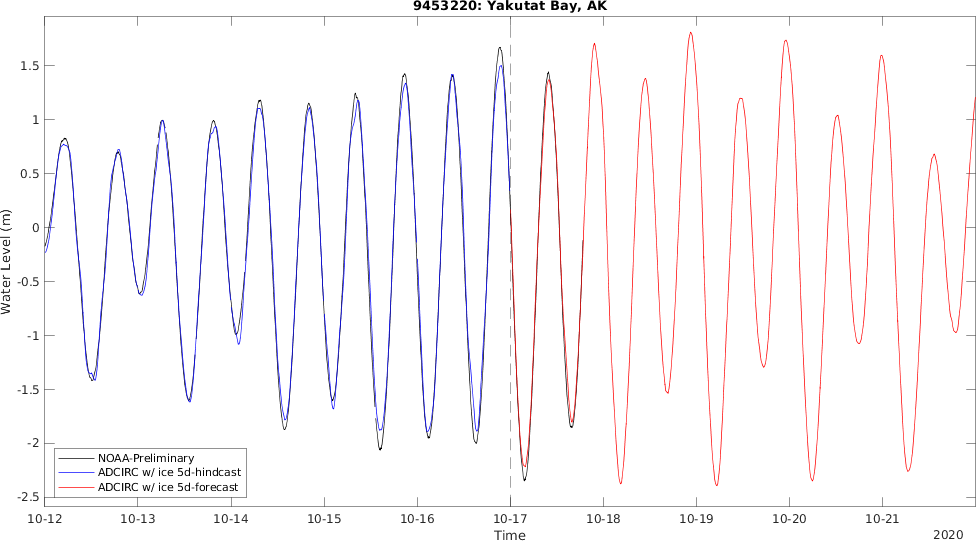 9453220: Yakutat Bay, AK
Water Level (m)
1.5
1
0.5
0
-0.5
-1
-1.5
-2
-2.5
NOAA-Preliminary
ADCIRC w/ ice 5d-hindcast
ADCIRC w/ ice 5d-forecast
10-12 10-13 10-14 10-15 10-16 10-17 10-18 10-19 10-20 10-21
Time
2020